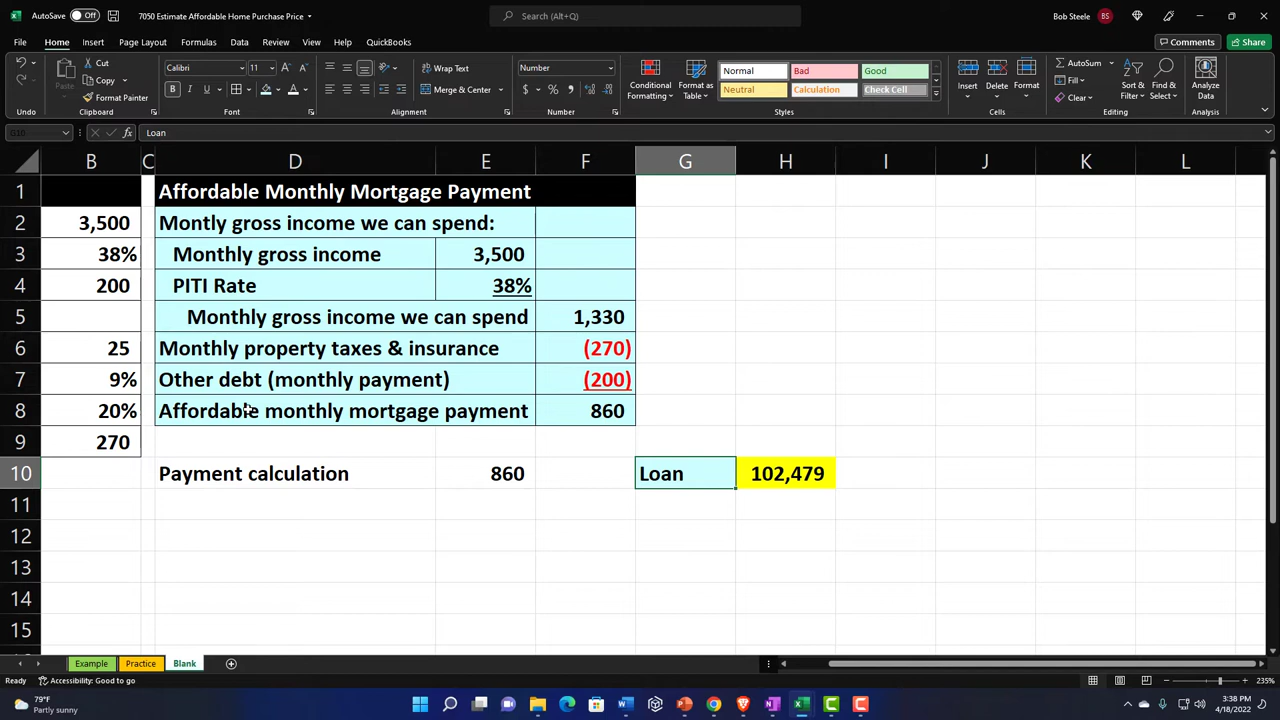 AutoSave Off 7050 Estimate Affordable Home Purchase Price Search (Alt+Q) Bob Steele BS
File Home Insert Page Layout Formulas Data Review View Help QuickBooks Comments Share
Cut Calibri 11 Wrap Text Number Normal Bad Good AutoSum
Copy Fill
Paste Format Painter B I U Merge & Center $ % Conditional Formatting Format as Table Neutral Calculation Check Cell Insert Delete Format Clear Sort & Filter Find & Select Analyze Data
Undo Clipboard Font Alignment Number Styles Cells Editing Analysis
G10 fx Loan
B C D E F G H I J K L
1 Affordable Monthly Mortgage Payment
2 3,500 Montly gross income we can spend:
3 38% Monthly gross income 3,500
4 200 PITI Rate 38%
5 Monthly gross income we can spend 1,330
6 25 Monthly property taxes & insurance (270)
7 9% Other debt (monthly payment) (200)
8 20% Affordable monthly mortgage payment 860
9 270
10 Payment calculation 860 Loan 102,479
11
12
13
14
15
Example Practice Blank
Ready Accessibility: Good to go 235%
79°F
Partly sunny
3:38 PM
4/18/2022